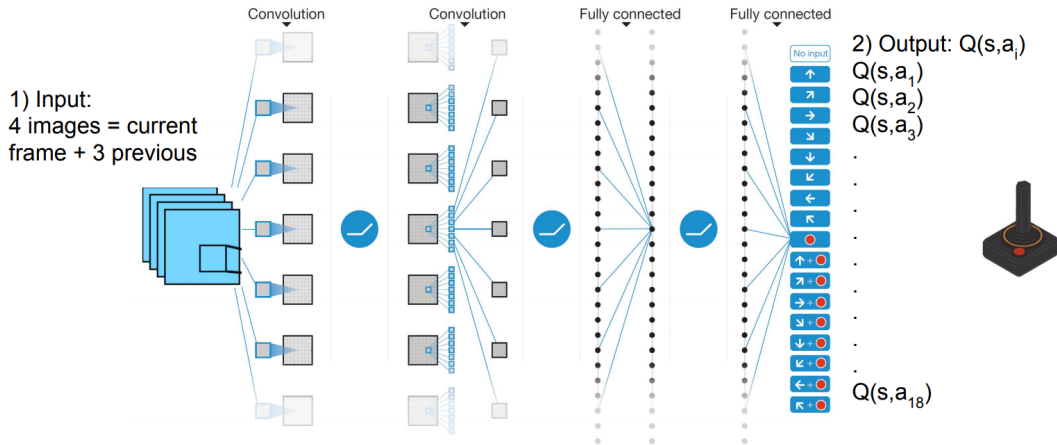 Convolution
Convolution
Fully connected
Fully connected
1) Input:
4 images = current
frame + 3 previous
No input
+
+
+
+
+
+
+
+
2) Output: Q(s,aᵢ)
Q(s,a₁)
Q(s,a₂)
Q(s,a₃)
.
.
.
.
.
.
.
.
.
Q(s,a₁₈)